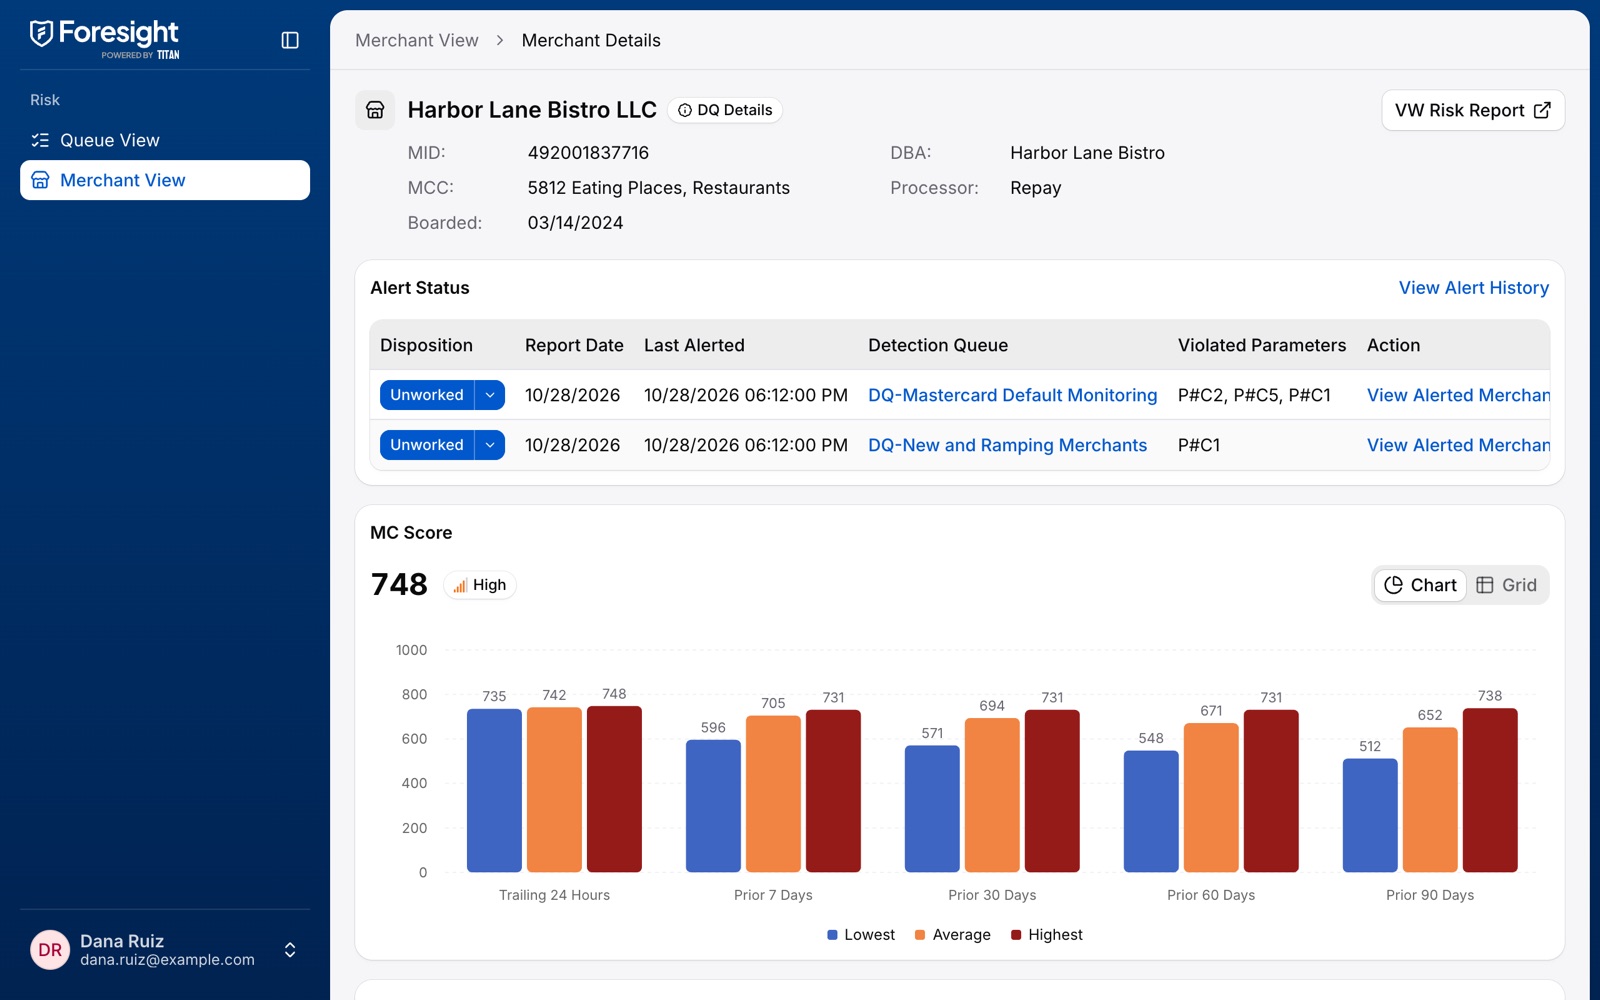 Foresight
POWERED BY TITAN
Risk
Queue View
Merchant View
Dana Ruiz
DR
dana.ruiz@example.com
Merchant View > Merchant Details
Harbor Lane Bistro LLC
DQ Details
VW Risk Report
MID: 492001837716 DBA: Harbor Lane Bistro
MCC: 5812 Eating Places, Restaurants Processor: Repay
Boarded: 03/14/2024
Alert Status
View Alert History
Disposition Report Date Last Alerted Detection Queue Violated Parameters Action
Unworked 10/28/2026 10/28/2026 06:12:00 PM DQ-Mastercard Default Monitoring P#C2, P#C5, P#C1 View Alerted Merchan
Unworked 10/28/2026 10/28/2026 06:12:00 PM DQ-New and Ramping Merchants P#C1 View Alerted Merchan
MC Score
748 High
Chart Grid
1000
800
600
400
200
0
735 742 748
596 705 731
571 694 731
548 671 731
512 652 738
Trailing 24 Hours Prior 7 Days Prior 30 Days Prior 60 Days Prior 90 Days
Lowest Average Highest